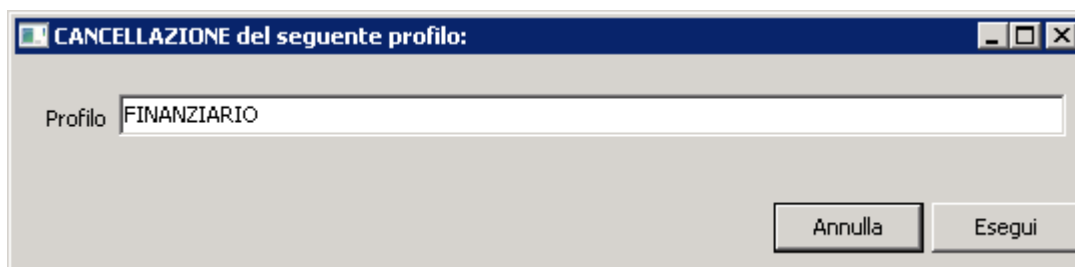 CANCELLAZIONE del seguente profilo:
Profilo FINANZIARIO
Annulla Esegui